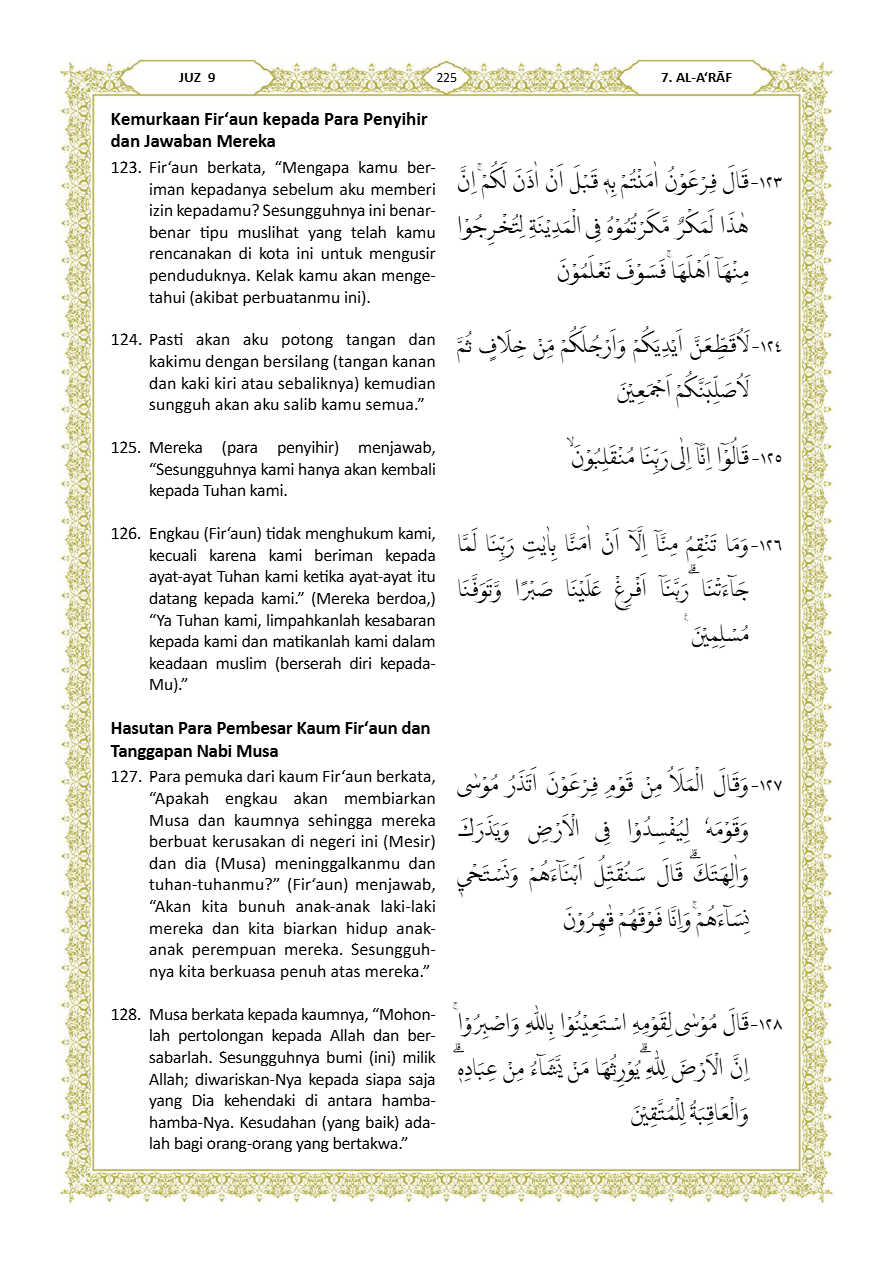 JUZ 9
225
7. AL-A‘RĀF
Kemurkaan Fir‘aun kepada Para Penyihir
dan Jawaban Mereka
123. Fir‘aun berkata, “Mengapa kamu ber-
iman kepadanya sebelum aku memberi
izin kepadamu? Sesungguhnya ini benar-
benar tipu muslihat yang telah kamu
rencanakan di kota ini untuk mengusir
penduduknya. Kelak kamu akan menge-
tahui (akibat perbuatanmu ini).
١٢٣- قَالَ فِرْعَوْنُ اٰمَنْتُمْ بِهٖ قَبْلَ اَنْ اٰذَنَ لَكُمْۚ اِنَّ
هٰذَا لَمَكْرٌ مَّكَرْتُمُوْهُ فِى الْمَدِيْنَةِ لِتُخْرِجُوْا
مِنْهَآ اَهْلَهَاۚ فَسَوْفَ تَعْلَمُوْنَ
124. Pasti akan aku potong tangan dan
kakimu dengan bersilang (tangan kanan
dan kaki kiri atau sebaliknya) kemudian
sungguh akan aku salib kamu semua.”
١٢٤- لَاُقَطِّعَنَّ اَيْدِيَكُمْ وَاَرْجُلَكُمْ مِّنْ خِلَافٍ ثُمَّ
لَاُصَلِّبَنَّكُمْ اَجْمَعِيْنَ
125. Mereka (para penyihir) menjawab,
“Sesungguhnya kami hanya akan kembali
kepada Tuhan kami.
١٢٥- قَالُوْٓا اِنَّآ اِلٰى رَبِّنَا مُنْقَلِبُوْنَۙ
126. Engkau (Fir‘aun) tidak menghukum kami,
kecuali karena kami beriman kepada
ayat-ayat Tuhan kami ketika ayat-ayat itu
datang kepada kami.” (Mereka berdoa,)
“Ya Tuhan kami, limpahkanlah kesabaran
kepada kami dan matikanlah kami dalam
keadaan muslim (berserah diri kepada-
Mu).”
١٢٦- وَمَا تَنْقِمُ مِنَّآ اِلَّآ اَنْ اٰمَنَّا بِاٰيٰتِ رَبِّنَا لَمَّا
جَاۤءَتْنَا ۗرَبَّنَآ اَفْرِغْ عَلَيْنَا صَبْرًا وَّتَوَفَّنَا
مُسْلِمِيْنَ ۚ
Hasutan Para Pembesar Kaum Fir‘aun dan
Tanggapan Nabi Musa
127. Para pemuka dari kaum Fir‘aun berkata,
“Apakah engkau akan membiarkan
Musa dan kaumnya sehingga mereka
berbuat kerusakan di negeri ini (Mesir)
dan dia (Musa) meninggalkanmu dan
tuhan-tuhanmu?” (Fir‘aun) menjawab,
“Akan kita bunuh anak-anak laki-laki
mereka dan kita biarkan hidup anak-
anak perempuan mereka. Sesungguh-
nya kita berkuasa penuh atas mereka.”
١٢٧- وَقَالَ الْمَلَاُ مِنْ قَوْمِ فِرْعَوْنَ اَتَذَرُ مُوْسٰى
وَقَوْمَهٗ لِيُفْسِدُوْا فِى الْاَرْضِ وَيَذَرَكَ
وَاٰلِهَتَكَۗ قَالَ سَنُقَتِّلُ اَبْنَاۤءَهُمْ وَنَسْتَحْيٖ
نِسَاۤءَهُمْۚ وَاِنَّا فَوْقَهُمْ قٰهِرُوْنَ
128. Musa berkata kepada kaumnya, “Mohon-
lah pertolongan kepada Allah dan ber-
sabarlah. Sesungguhnya bumi (ini) milik
Allah; diwariskan-Nya kepada siapa saja
yang Dia kehendaki di antara hamba-
hamba-Nya. Kesudahan (yang baik) ada-
lah bagi orang-orang yang bertakwa.”
١٢٨- قَالَ مُوْسٰى لِقَوْمِهِ اسْتَعِيْنُوْا بِاللّٰهِ وَاصْبِرُوْاۚ
اِنَّ الْاَرْضَ لِلّٰهِۗ يُوْرِثُهَا مَنْ يَّشَاۤءُ مِنْ عِبَادِهٖۗ
وَالْعَاقِبَةُ لِلْمُتَّقِيْنَ